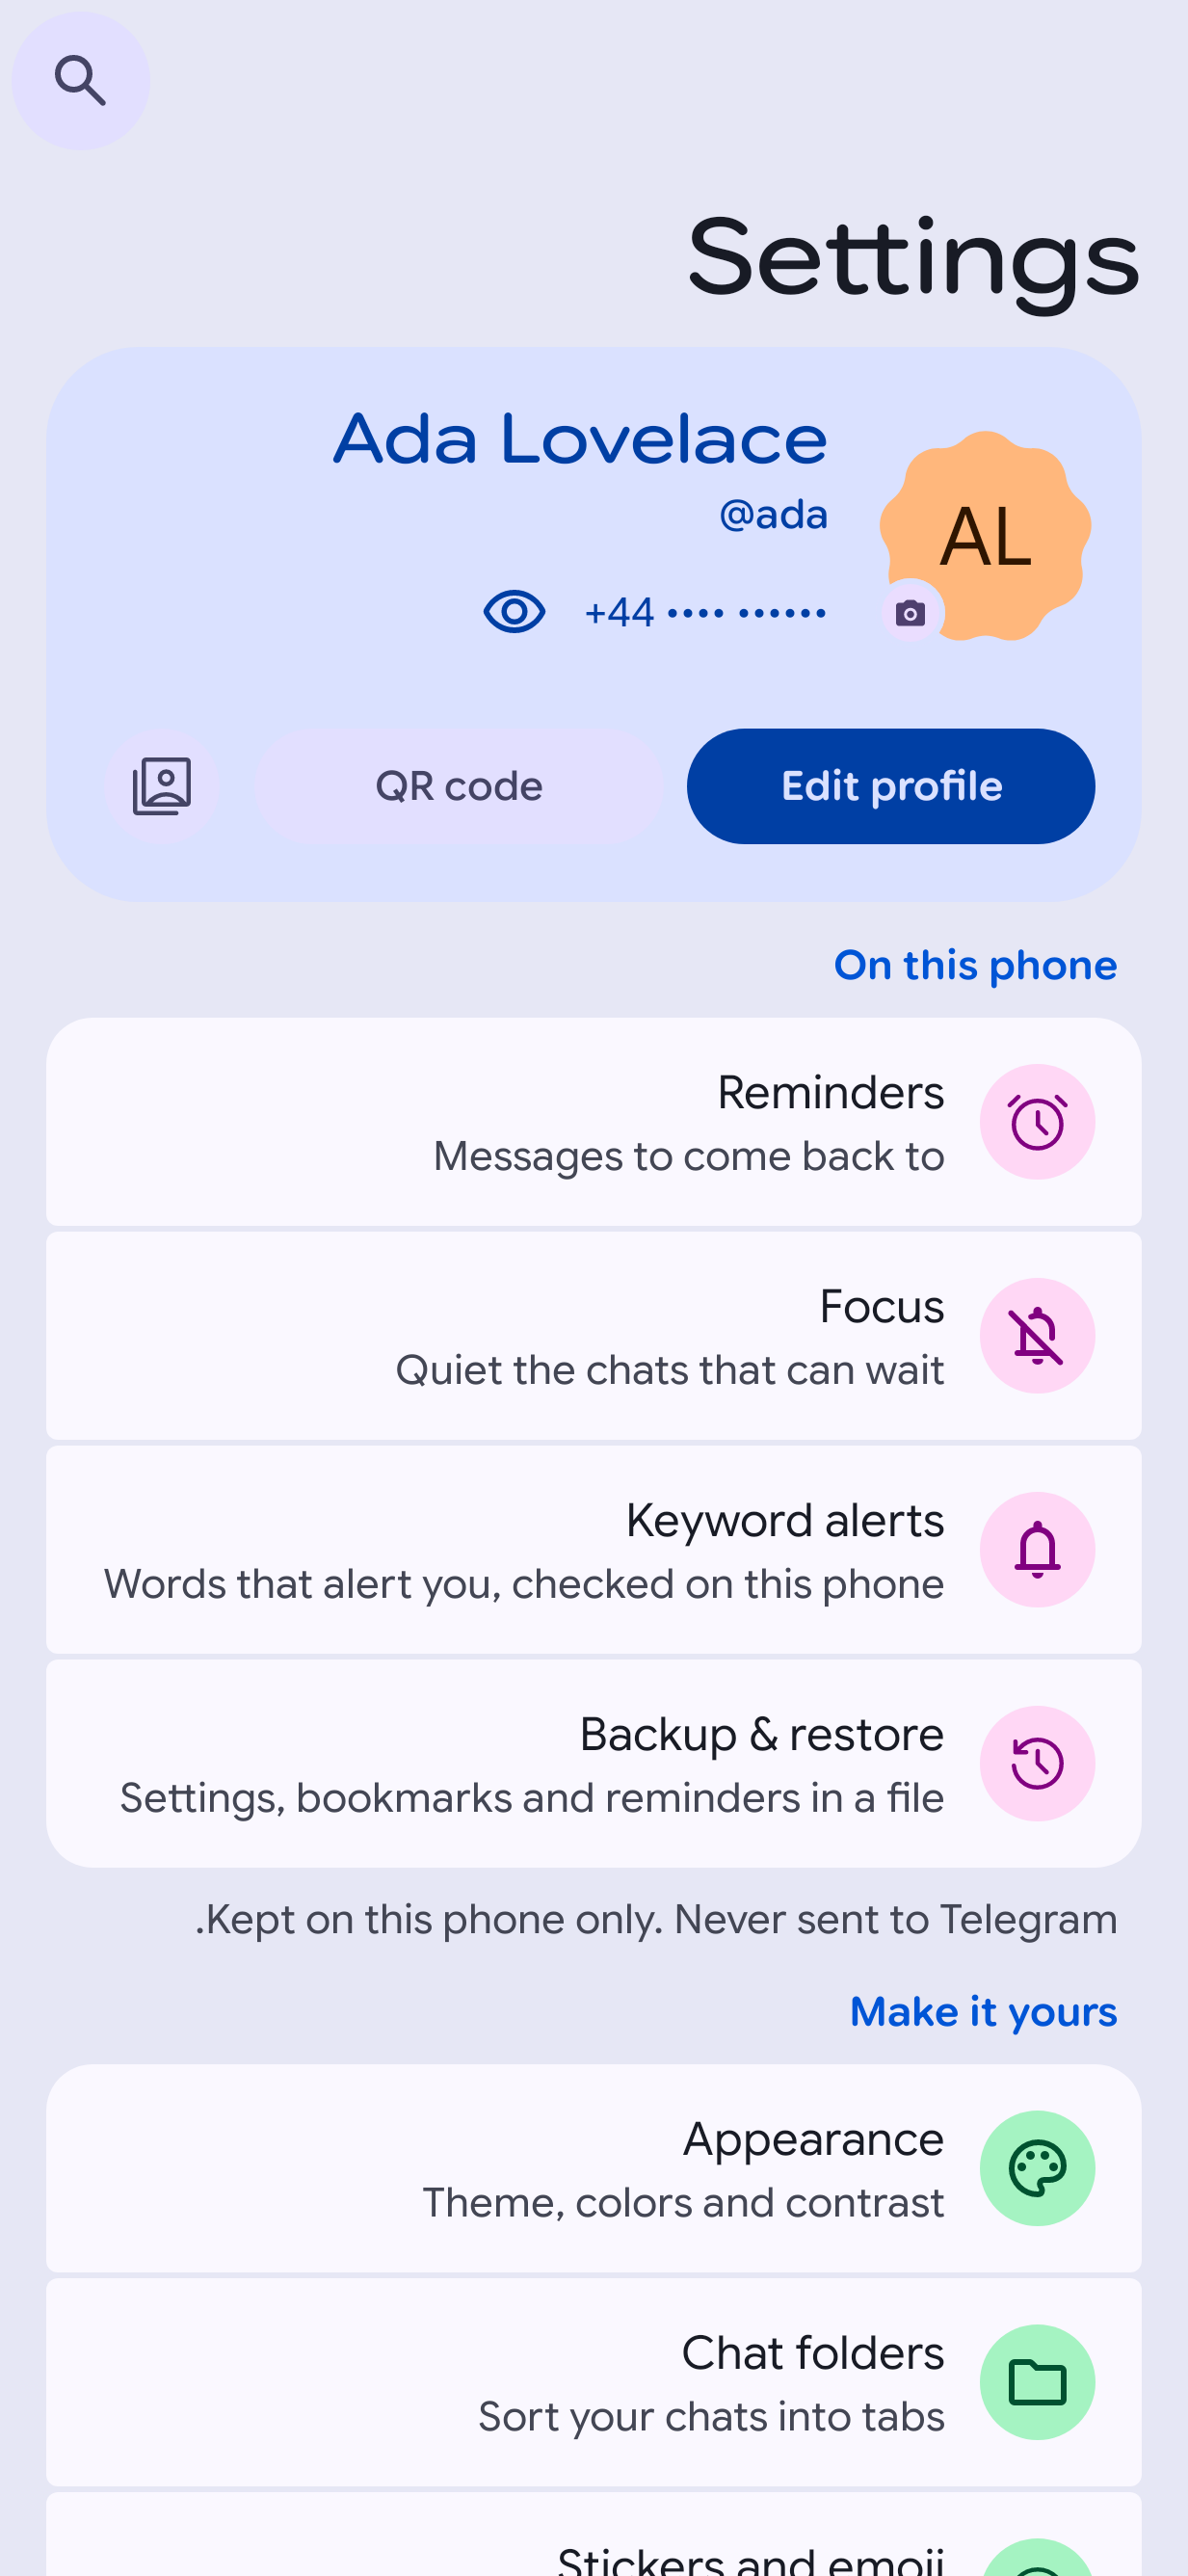 Settings
Ada Lovelace
@ada
+44 •••• ••••••
AL
Edit profile
QR code
On this phone
Reminders
Messages to come back to
Focus
Quiet the chats that can wait
Keyword alerts
Words that alert you, checked on this phone
Backup & restore
Settings, bookmarks and reminders in a file
.Kept on this phone only. Never sent to Telegram
Make it yours
Appearance
Theme, colors and contrast
Chat folders
Sort your chats into tabs
Stickers and emoji